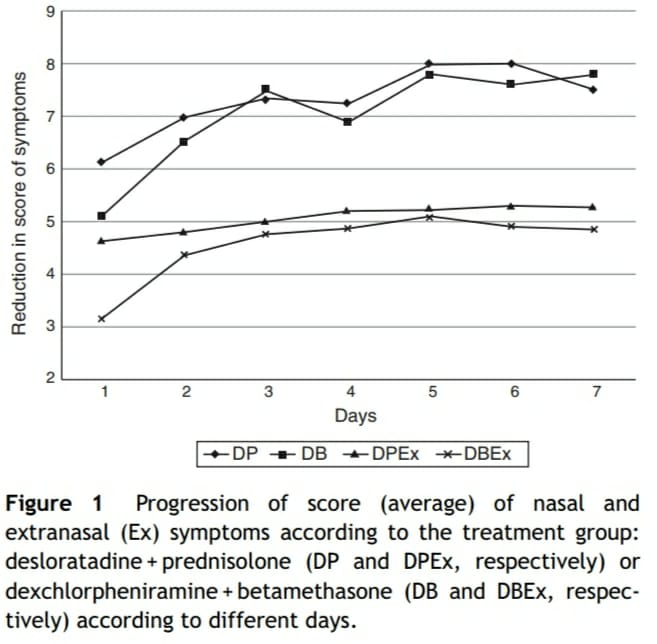 9
8
7
6
5
4
3
2
Reduction in score of symptoms
1 2 3 4 5 6 7
Days
DP DB DPEx DBEx
Figure 1 Progression of score (average) of nasal and
extranasal (Ex) symptoms according to the treatment group:
desloratadine + prednisolone (DP and DPEx, respectively) or
dexchlorpheniramine + betamethasone (DB and DBEx, respec-
tively) according to different days.